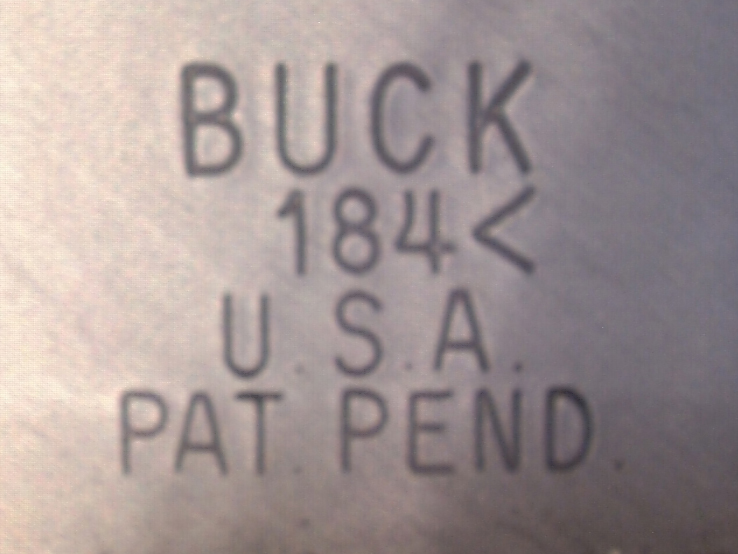 BUCK
184<
U.S.A.
PAT. PEND.